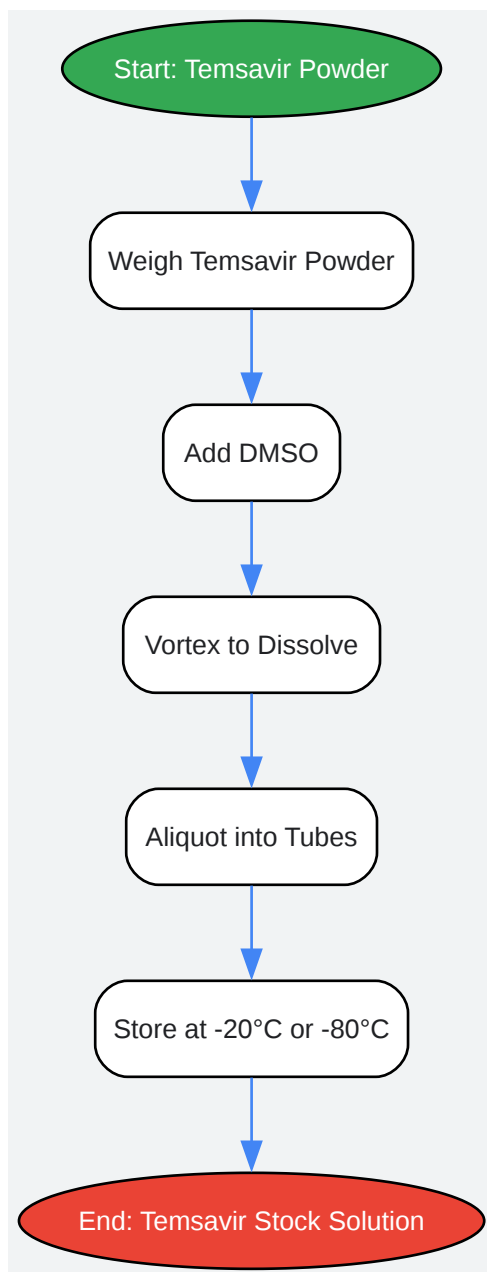 Start: Temsavir Powder
Weigh Temsavir Powder
Add DMSO
Vortex to Dissolve
Aliquot into Tubes
Store at -20°C or -80°C
End: Temsavir Stock Solution